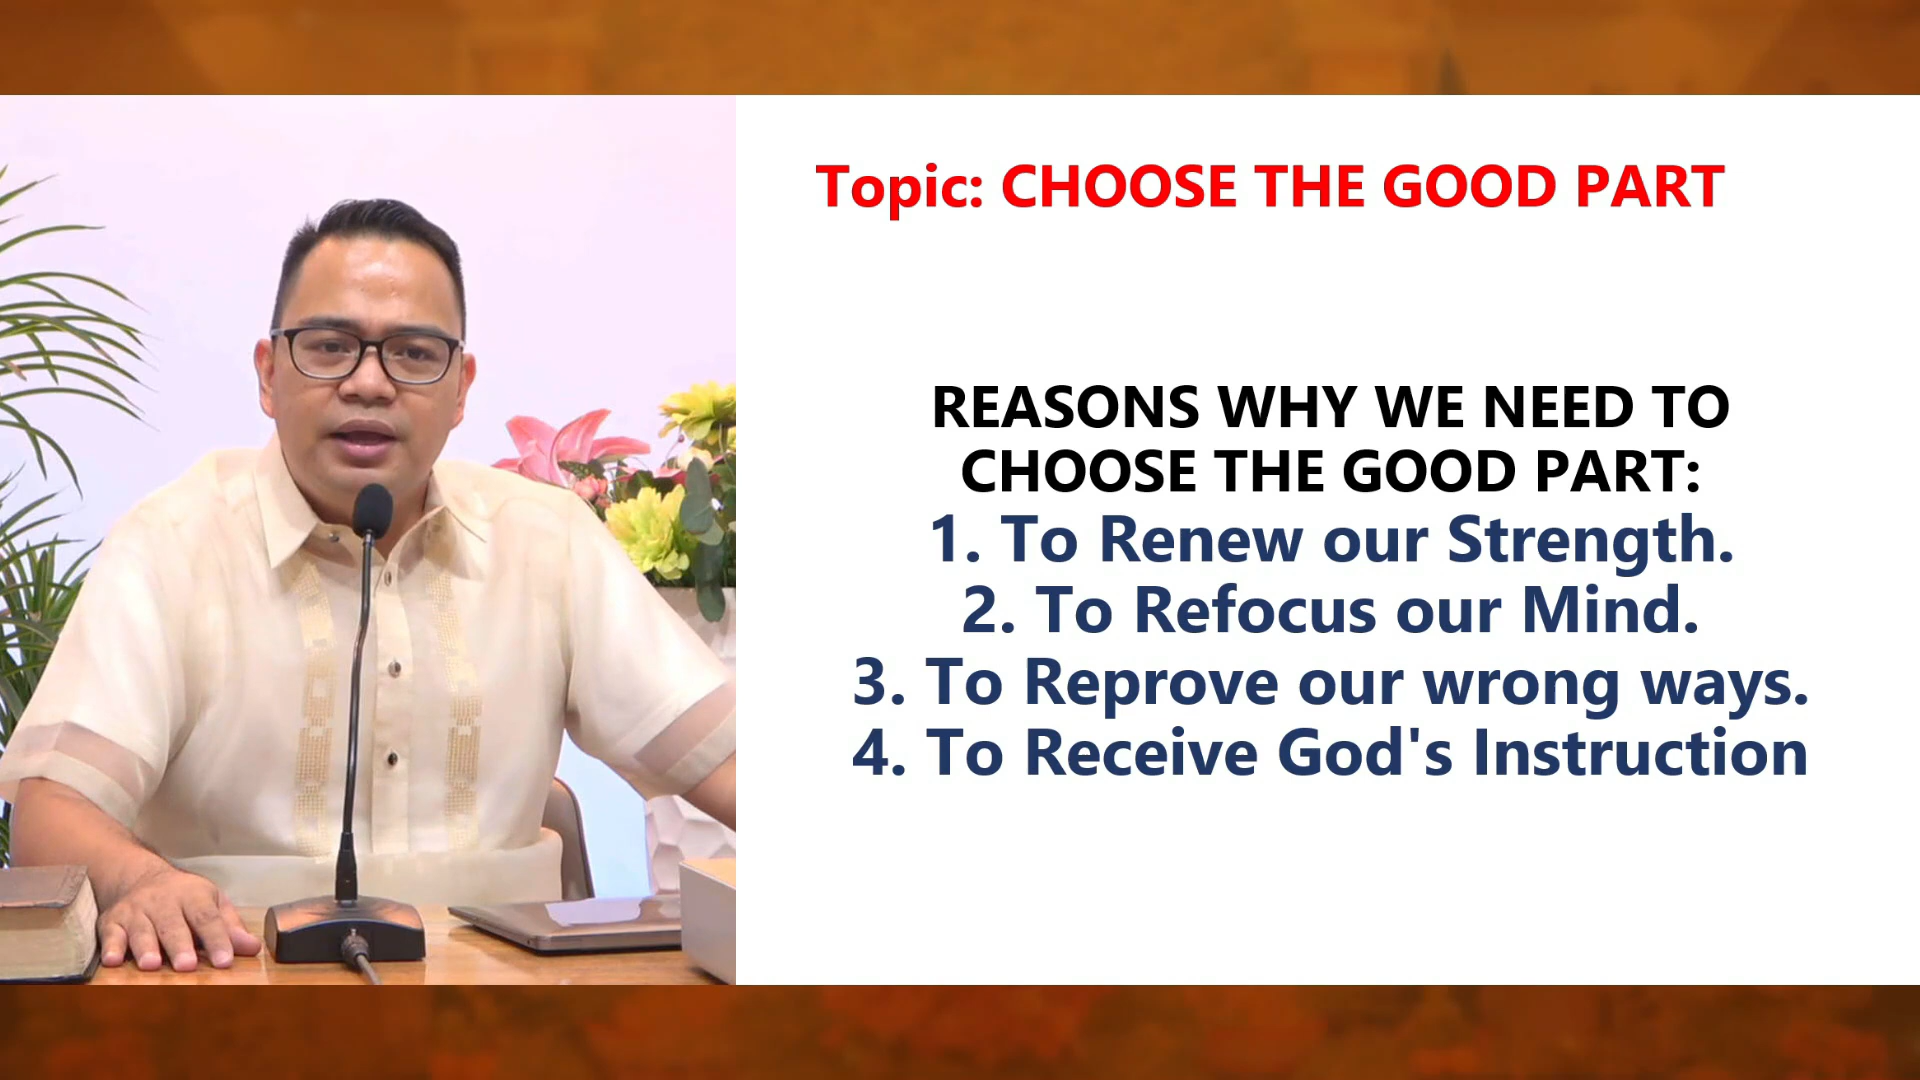 Topic: CHOOSE THE GOOD PART
REASONS WHY WE NEED TO
CHOOSE THE GOOD PART:
1. To Renew our Strength.
2. To Refocus our Mind.
3. To Reprove our wrong ways.
4. To Receive God's Instruction